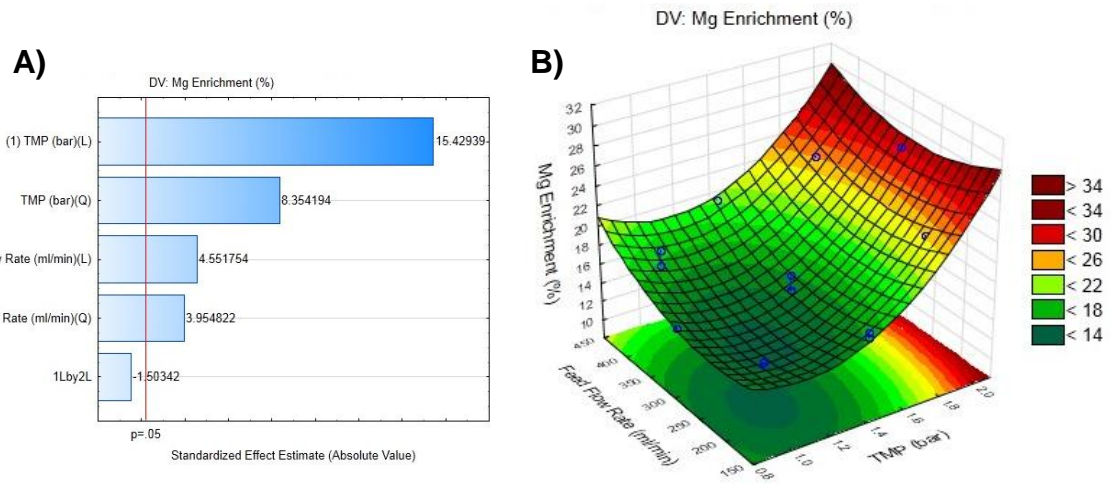 A)
DV: Mg Enrichment (%)
(1) TMP (bar)(L)
15.42939
TMP (bar)(Q)
8.354194
Rate (ml/min)(L)
4.551754
Rate (ml/min)(Q)
3.954822
1Lby2L
-1.50342
p=.05
Standardized Effect Estimate (Absolute Value)
B)
DV: Mg Enrichment (%)
Mg Enrichment (%)
32
30
28
26
24
22
20
18
16
14
12
10
450
400
350
300
250
200
150
Feed Flow Rate (ml/min)
0.8
1.0
1.2
1.4
1.6
1.8
2.0
TMP (bar)
> 34
< 34
< 30
< 26
< 22
< 18
< 14